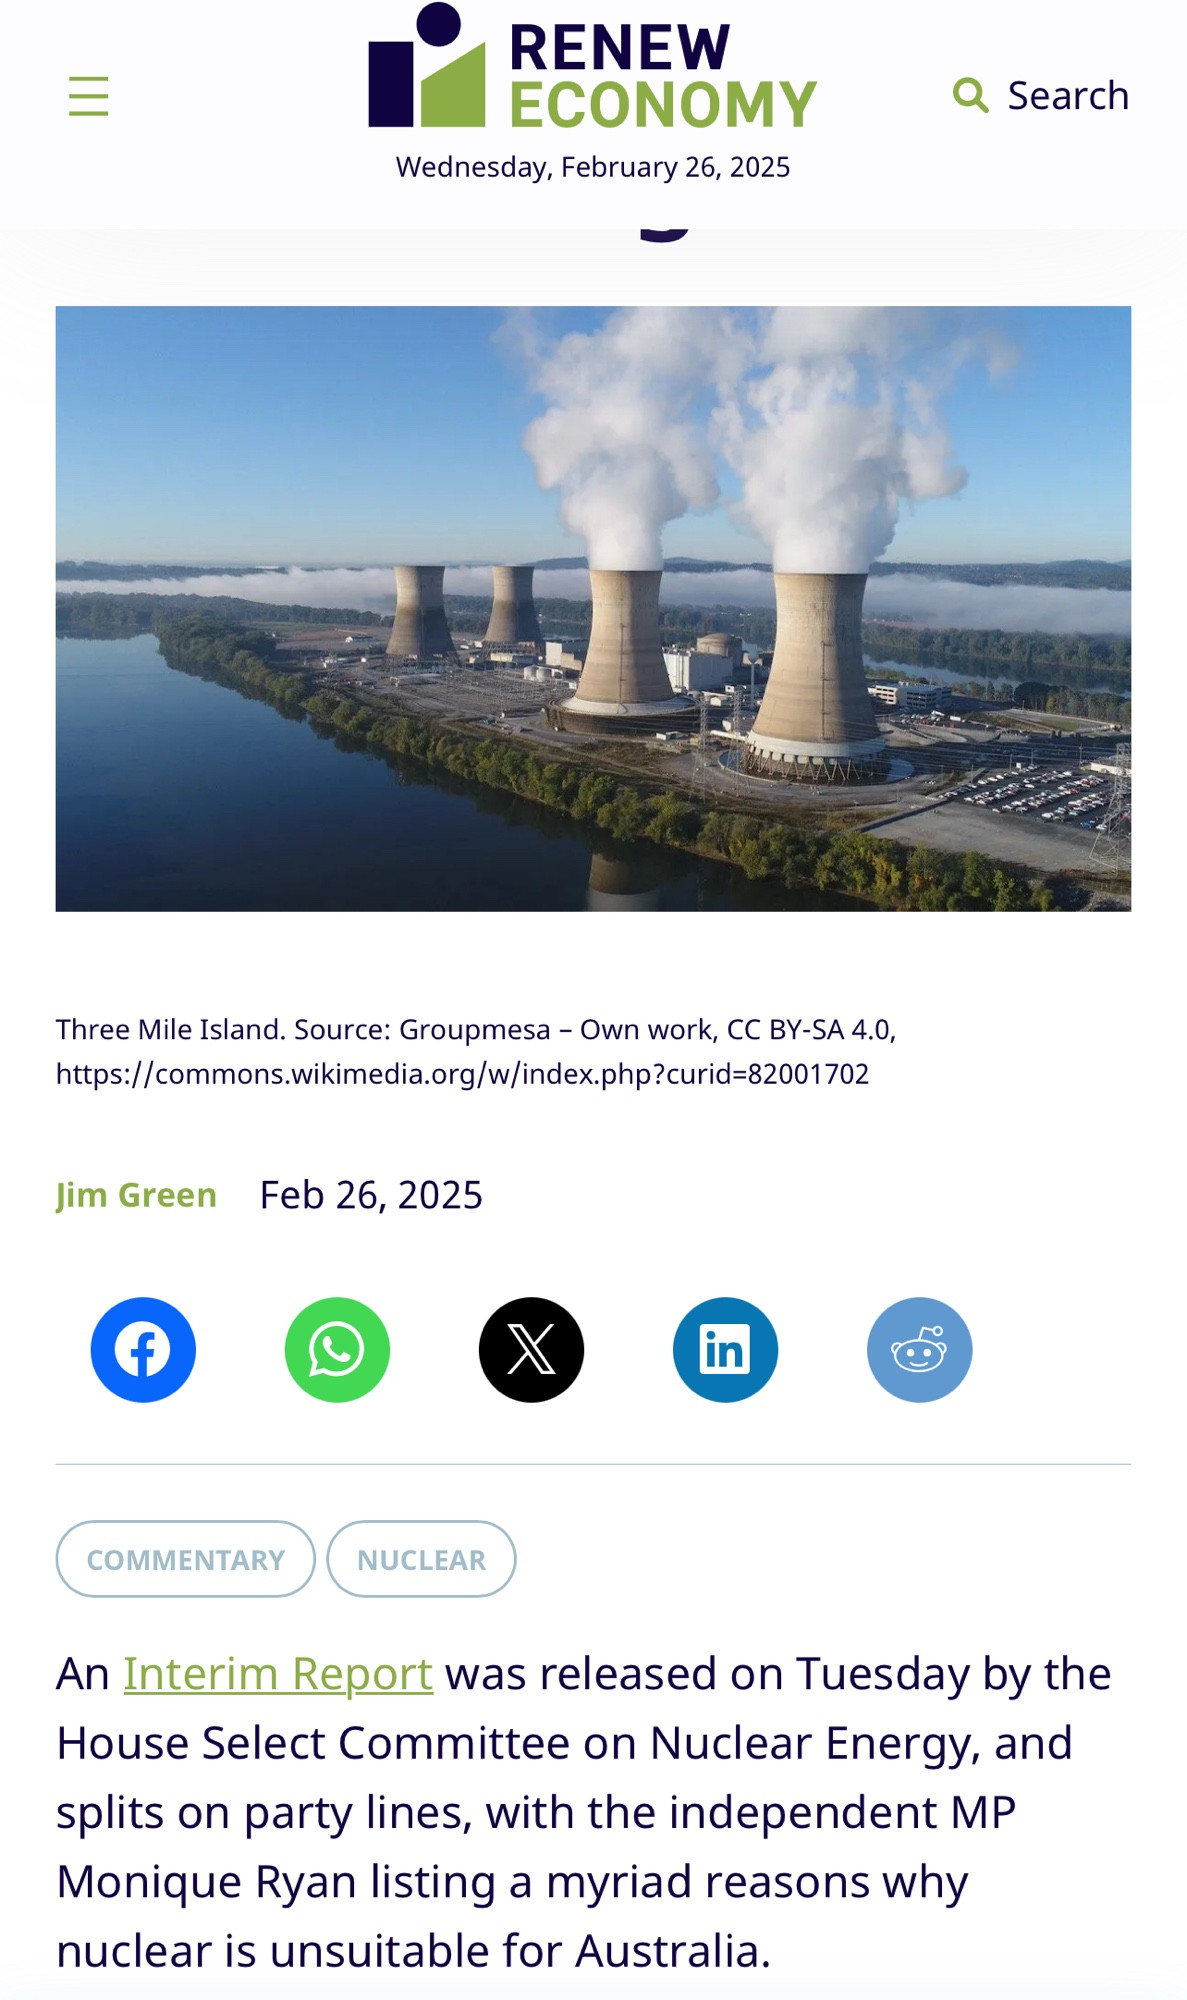 RENEW
ECONOMY
Search
Wednesday, February 26, 2025
Three Mile Island. Source: Groupmesa – Own work, CC BY-SA 4.0,
https://commons.wikimedia.org/w/index.php?curid=82001702
Jim Green Feb 26, 2025
COMMENTARY NUCLEAR
An Interim Report was released on Tuesday by the
House Select Committee on Nuclear Energy, and
splits on party lines, with the independent MP
Monique Ryan listing a myriad reasons why
nuclear is unsuitable for Australia.